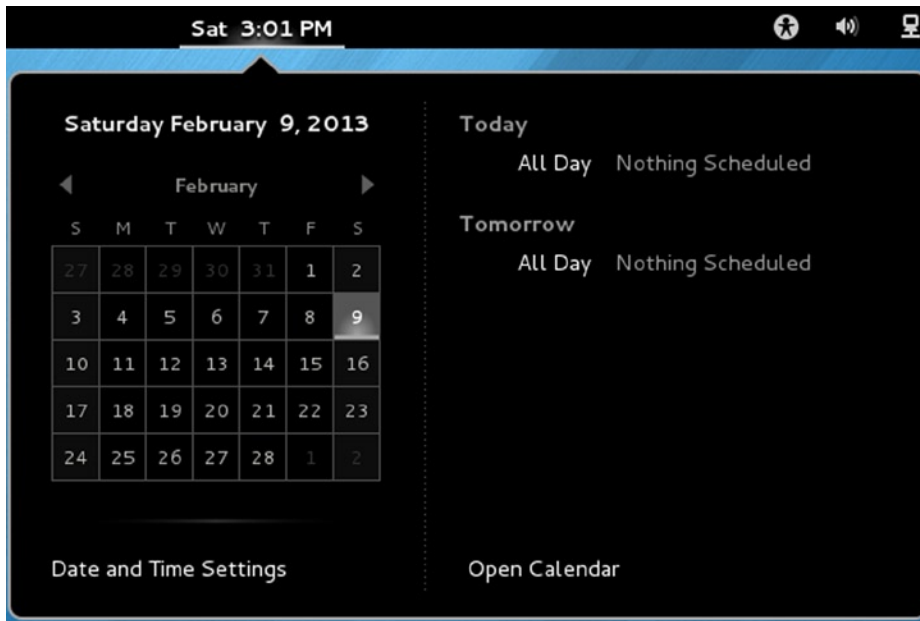 Sat 3:01 PM
Saturday February 9, 2013
February
S M T W T F S
27 28 29 30 31 1 2
3 4 5 6 7 8 9
10 11 12 13 14 15 16
17 18 19 20 21 22 23
24 25 26 27 28 1 2
Date and Time Settings
Today
All Day Nothing Scheduled
Tomorrow
All Day Nothing Scheduled
Open Calendar